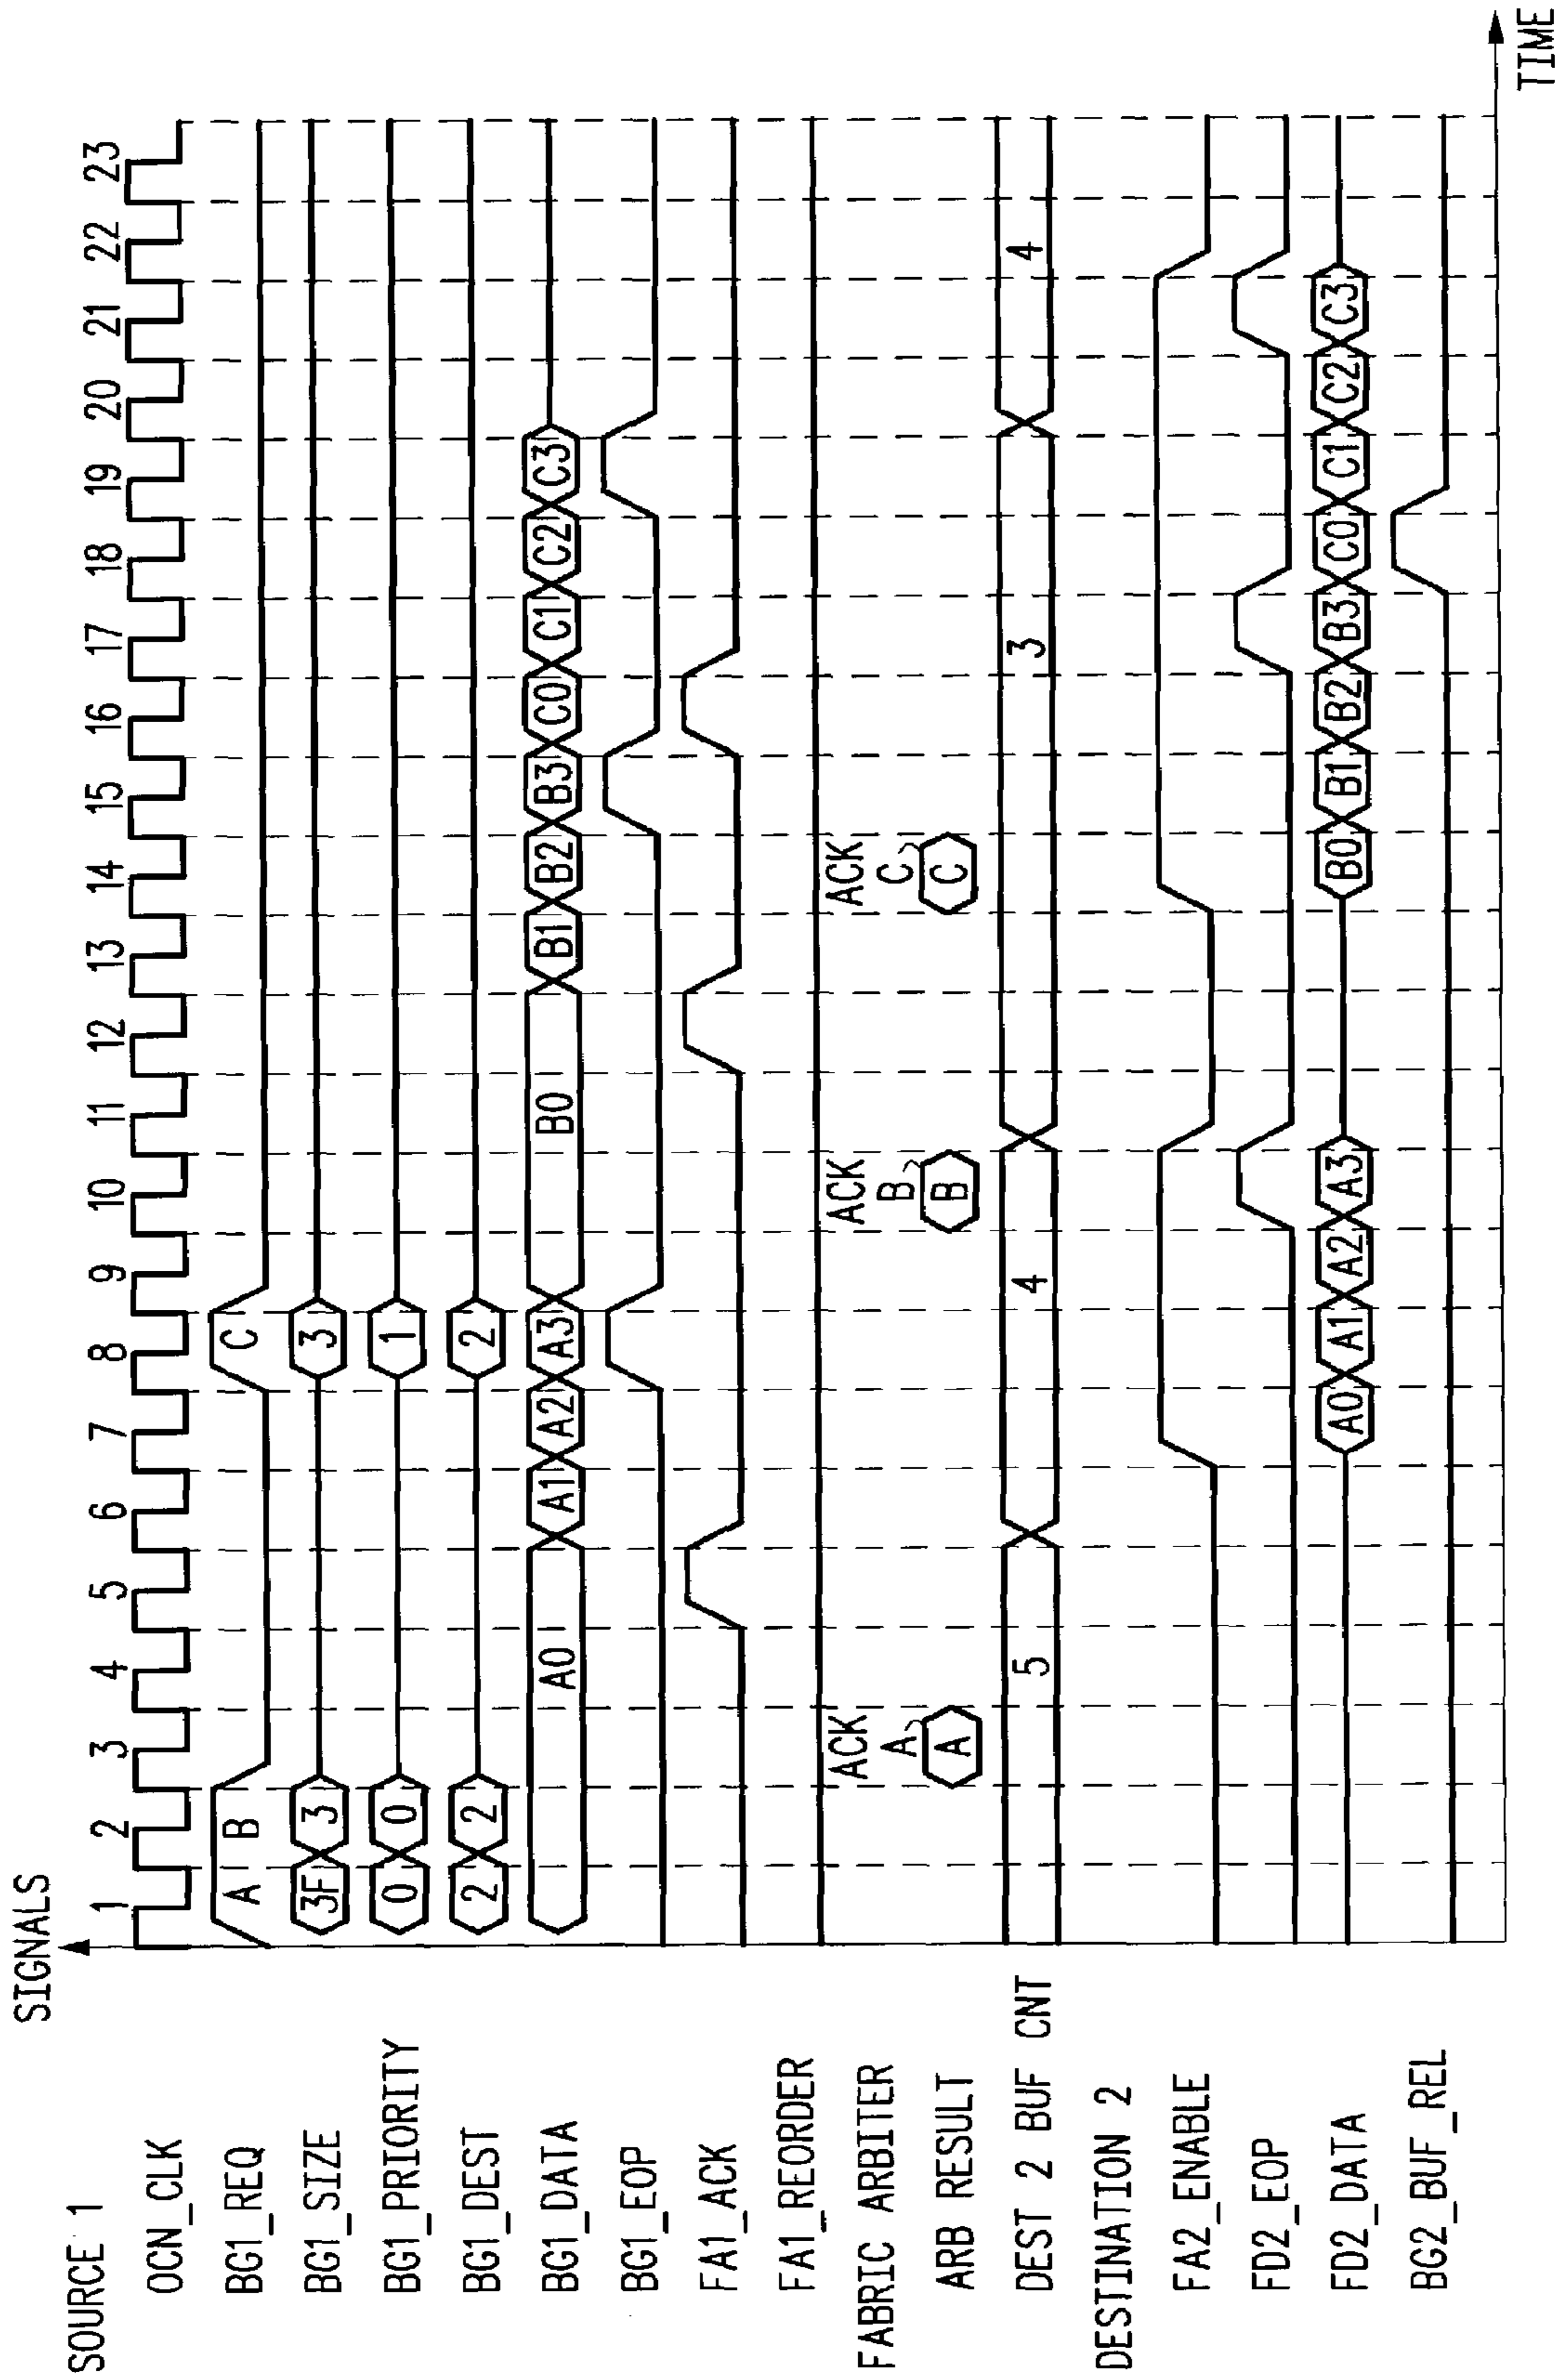 SIGNALS
SOURCE 1
OCN_CLK 1 2 3 4 5 6 7 8 9 10 11 12 13 14 15 16 17 18 19 20 21 22 23
BG1_REQ A B C
BG1_SIZE 3F 3 3
BG1_PRIORITY 0 0 1
BG1_DEST 2 2 2
BG1_DATA A0 A1 A2 A3 B0 B1 B2 B3 C0 C1 C2 C3
BG1_EOP
FA1_ACK
FA1_REORDER
FABRIC ARBITER ACK ACK ACK
A B C
ARB RESULT A B C
DEST 2 BUF CNT 5 4 3 4
DESTINATION 2
FA2_ENABLE
FD2_EOP
FD2_DATA A0 A1 A2 A3 B0 B1 B2 B3 C0 C1 C2 C3
BG2_BUF_REL
TIME